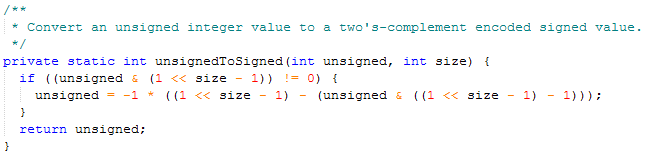 /**
 * Convert an unsigned integer value to a two's-complement encoded signed value.
 */
private static int unsignedToSigned(int unsigned, int size) {
  if ((unsigned & (1 << size - 1)) != 0) {
    unsigned = -1 * ((1 << size - 1) - (unsigned & ((1 << size - 1) - 1)));
  }
  return unsigned;
}